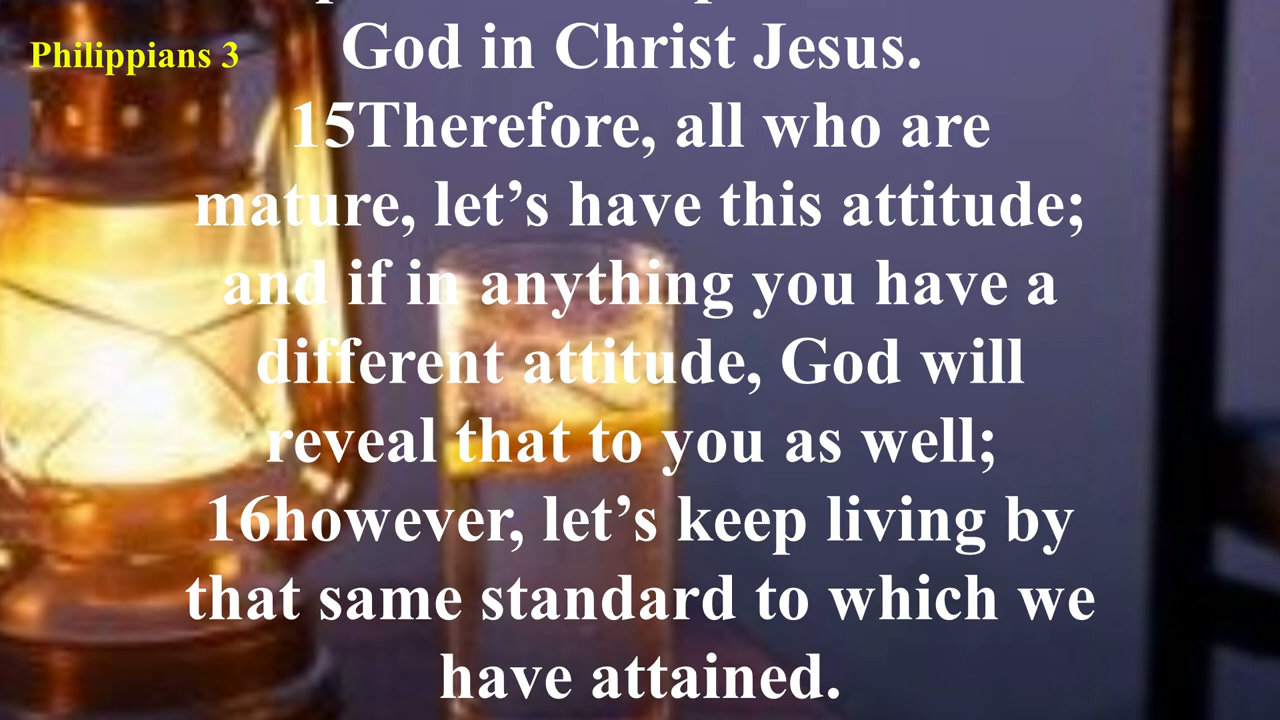 Philippians 3
God in Christ Jesus.
15Therefore, all who are
mature, let’s have this attitude;
and if in anything you have a
different attitude, God will
reveal that to you as well;
16however, let’s keep living by
that same standard to which we
have attained.